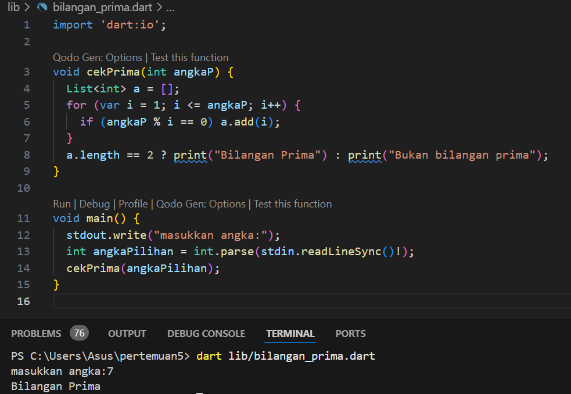 lib > bilangan_prima.dart > ...
1 import 'dart:io';
2
Qodo Gen: Options | Test this function
3 void cekPrima(int angkaP) {
4 List<int> a = [];
5 for (var i = 1; i <= angkaP; i++) {
6 if (angkaP % i == 0) a.add(i);
7 }
8 a.length == 2 ? print("Bilangan Prima") : print("Bukan bilangan prima");
9 }
10
Run | Debug | Profile | Qodo Gen: Options | Test this function
11 void main() {
12 stdout.write("masukkan angka:");
13 int angkaPilihan = int.parse(stdin.readLineSync()!);
14 cekPrima(angkaPilihan);
15 }
16
PROBLEMS 76 OUTPUT DEBUG CONSOLE TERMINAL PORTS
PS C:\Users\Asus\pertemuan5> dart lib/bilangan_prima.dart
masukkan angka:7
Bilangan Prima